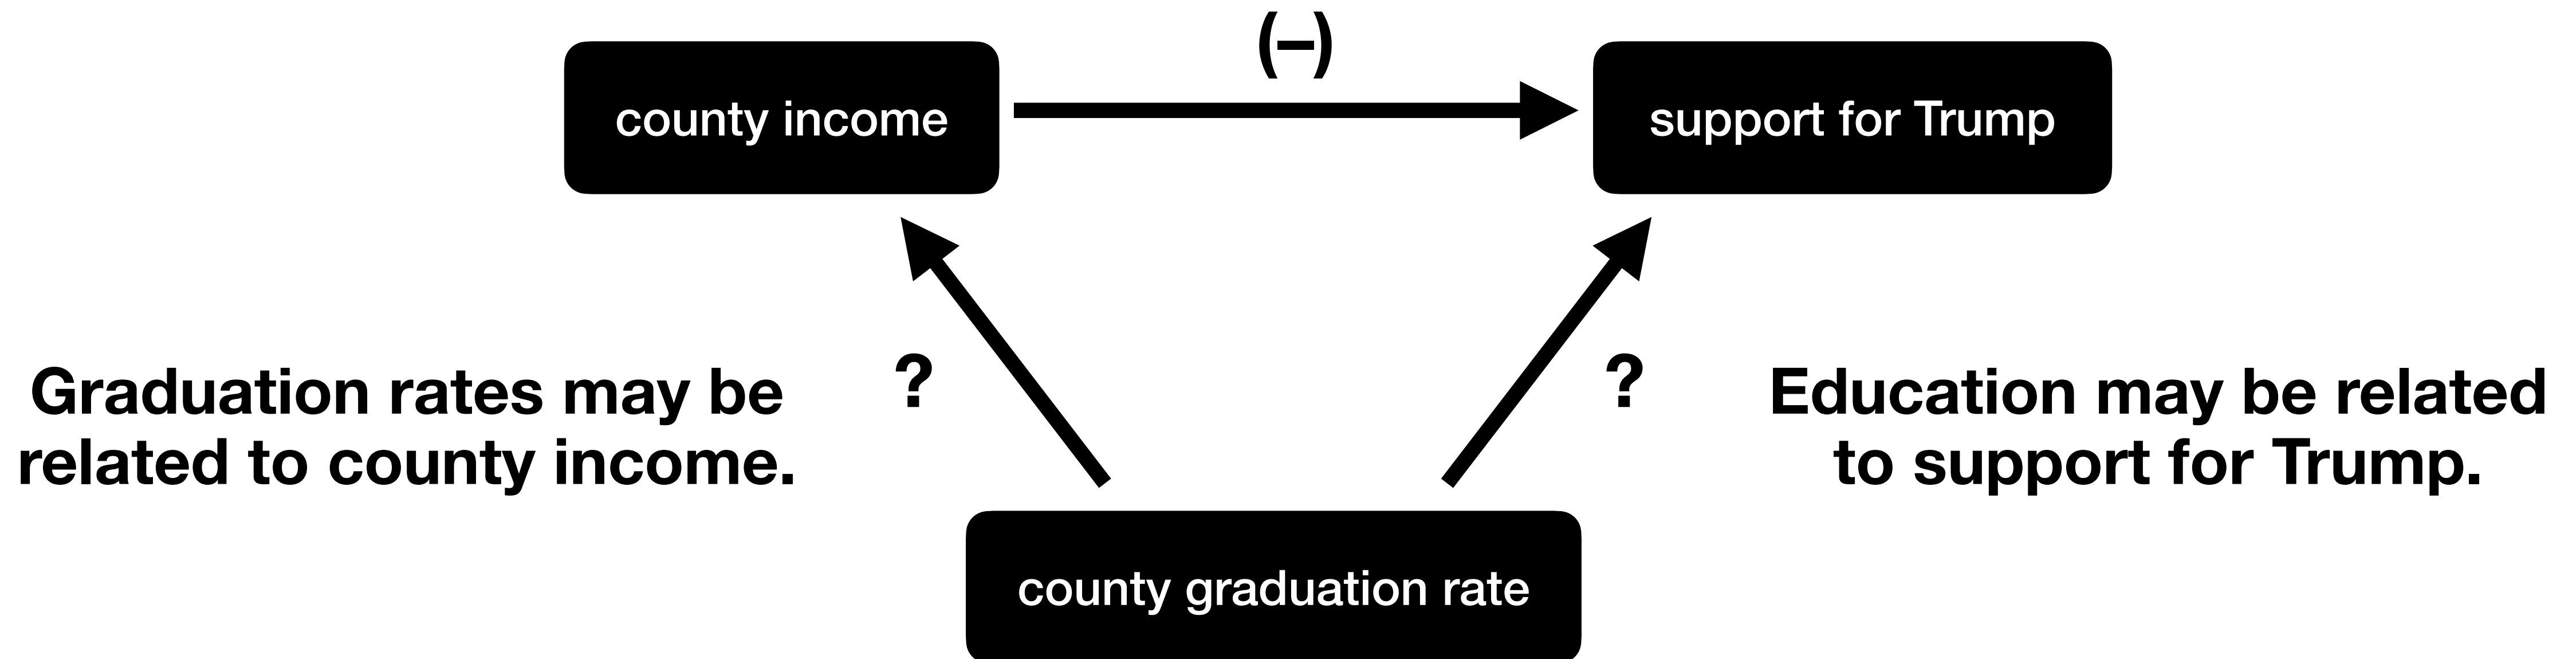 (–)
county income
support for Trump
Graduation rates may be
related to county income.
?
?
Education may be related
to support for Trump.
county graduation rate